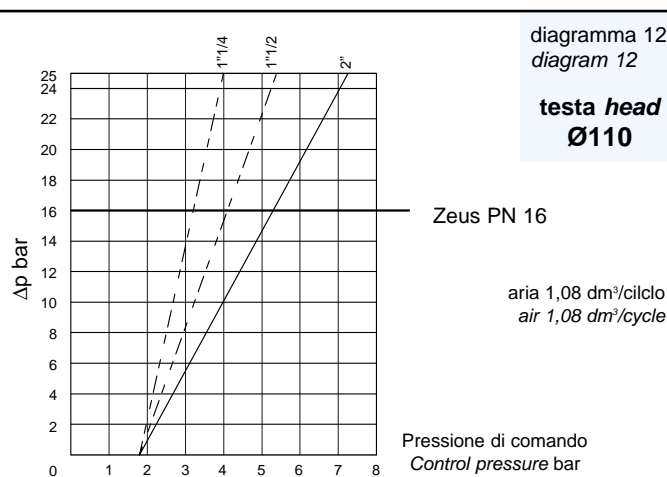 diagramma 12
diagram 12
testa head
Ø110
1"1/4
1"1/2
2"
25
24
22
20
18
16
14
12
10
8
6
4
2
0
1 2 3 4 5 6 7 8
Δp bar
Zeus PN 16
aria 1,08 dm³/cilclo
air 1,08 dm³/cycle
Pressione di comando
Control pressure bar